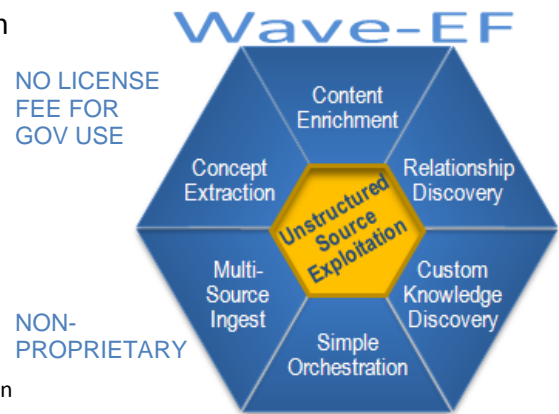 n
Wave-EF
NO LICENSE
FEE FOR
GOV USE
Content
Enrichment
Concept
Extraction
Relationship
Discovery
Unstructured
Source
Exploitation
Multi-
Source
Ingest
Custom
Knowledge
Discovery
NON-
PROPRIETARY
Simple
Orchestration
n